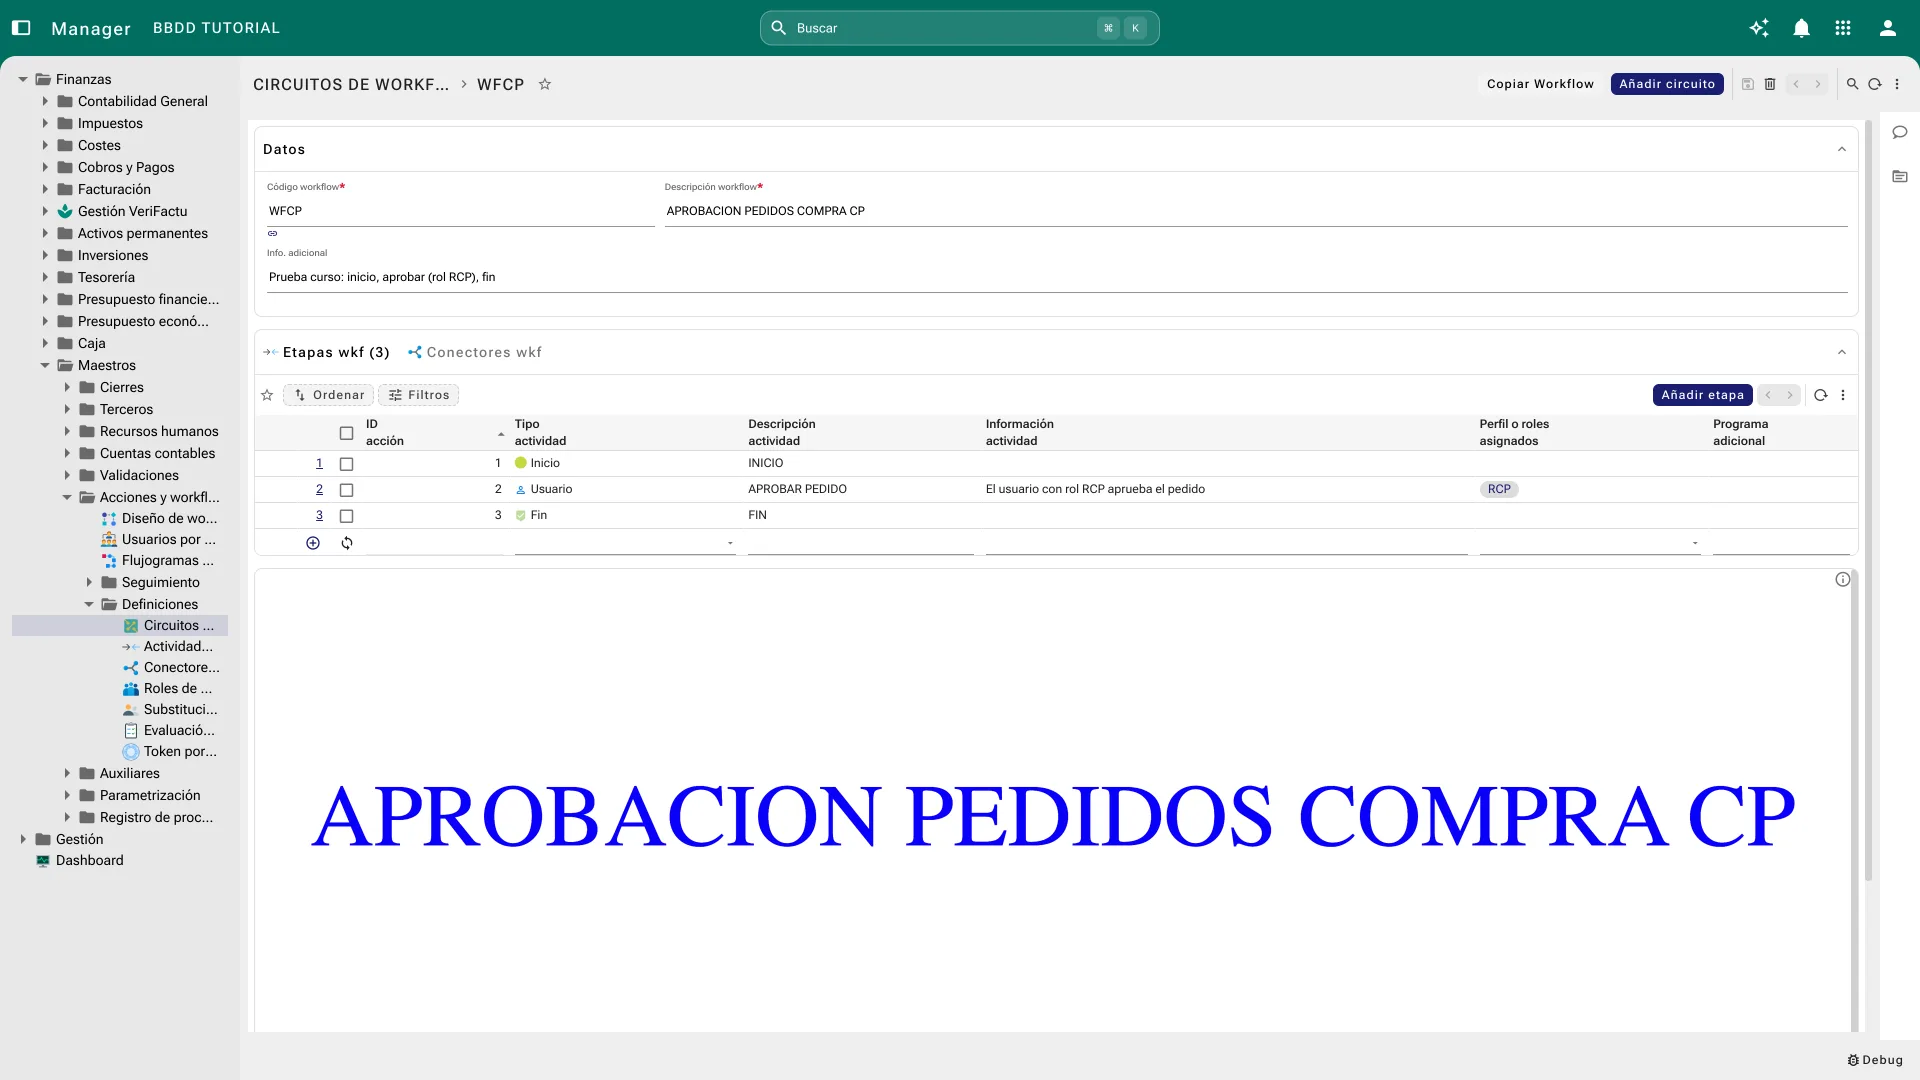 Manager
BBDD TUTORIAL
Buscar
⌘ K
Finanzas
Contabilidad General
Impuestos
Costes
Cobros y Pagos
Facturación
Gestión VeriFactu
Activos permanentes
Inversiones
Tesorería
Presupuesto financie...
Presupuesto econó...
Caja
Maestros
Cierres
Terceros
Recursos humanos
Cuentas contables
Validaciones
Acciones y workfl...
Diseño de wo...
Usuarios por ...
Flujogramas ...
Seguimiento
Definiciones
Circuitos ...
Actividad...
Conectore...
Roles de ...
Substituci...
Evaluació...
Token por...
Auxiliares
Parametrización
Registro de proc...
Gestión
Dashboard
CIRCUITOS DE WORKF... > WFCP
Copiar Workflow
Añadir circuito
Datos
Código workflow*
Descripción workflow*
WFCP
APROBACION PEDIDOS COMPRA CP
Info. adicional
Prueba curso: inicio, aprobar (rol RCP), fin
Etapas wkf (3)
Conectores wkf
Ordenar
Filtros
Añadir etapa
ID acción
Tipo actividad
Descripción actividad
Información actividad
Perfil o roles asignados
Programa adicional
1 1 Inicio INICIO
2 2 Usuario APROBAR PEDIDO El usuario con rol RCP aprueba el pedido RCP
3 3 Fin FIN
APROBACION PEDIDOS COMPRA CP
Debug